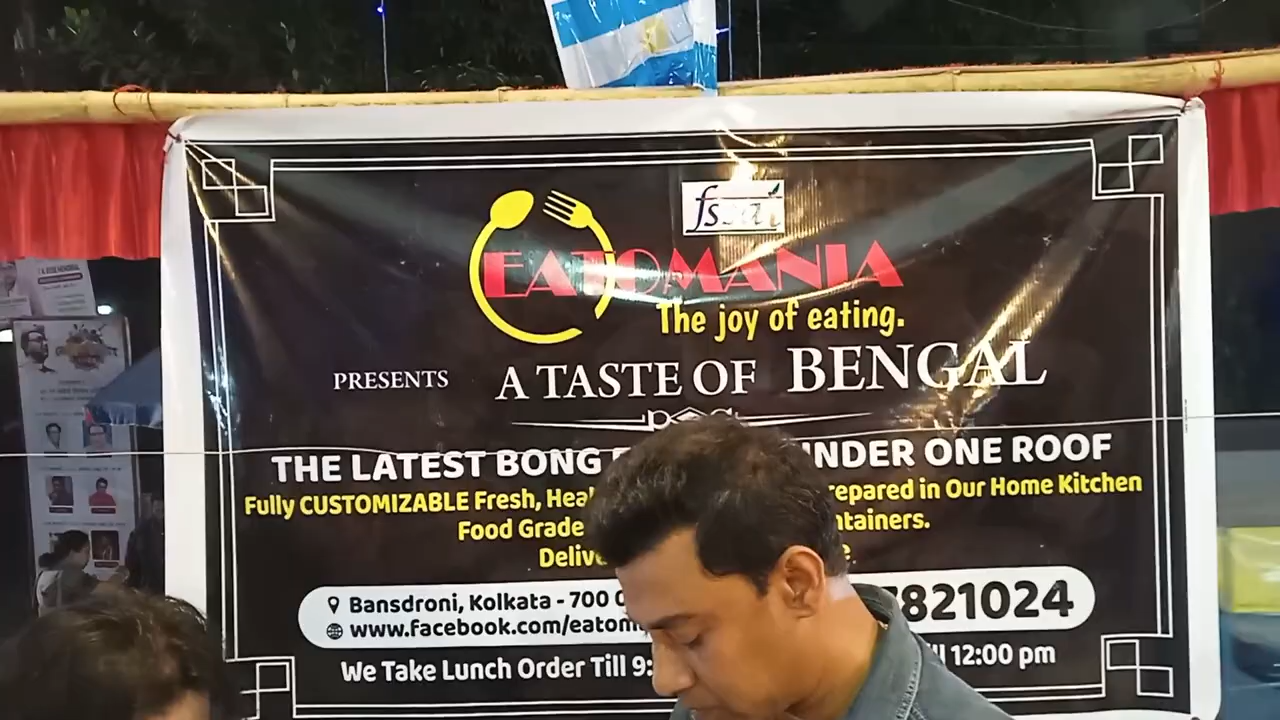 fssai
EATOMANIA
The joy of eating.
PRESENTS A TASTE OF BENGAL
THE LATEST BONG UNDER ONE ROOF
Fully CUSTOMIZABLE Fresh, prepared in Our Home Kitchen
Food Grade
Bansdroni, Kolkata - 700 821024
www.facebook.com/eatom
We Take Lunch Order Till 9: 12:00 pm